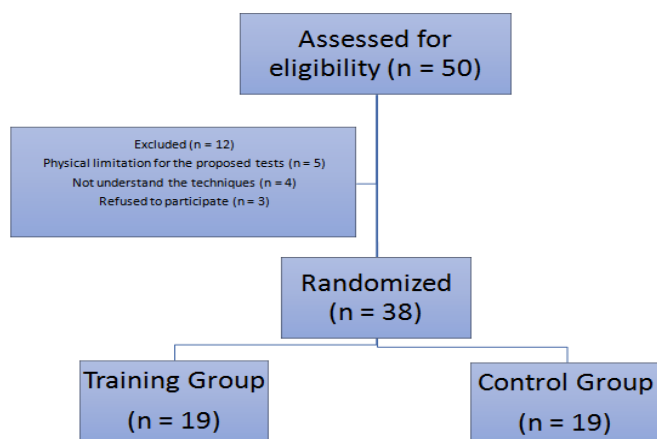 Assessed for
eligibility (n = 50)
Excluded (n = 12)
Physical limitation for the proposed tests (n = 5)
Not understand the techniques (n = 4)
Refused to participate (n = 3)
Randomized
(n = 38)
Training Group
(n = 19)
Control Group
(n = 19)